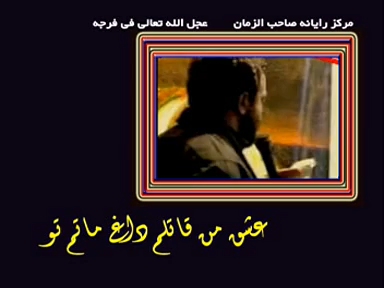 مرکز رایانه صاحب الزمان عجل الله تعالی فی فرجه
عشق من قاتلم داغ ماتم تو